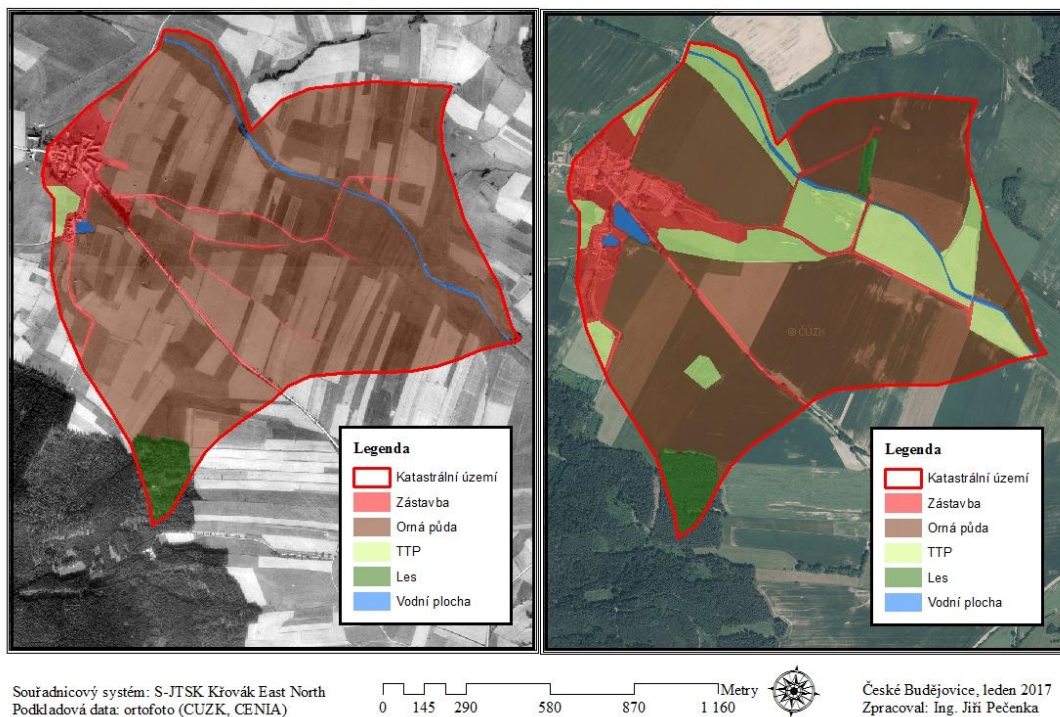 Legenda
Katastrální území
Zástavba
Orná půda
TTP
Les
Vodní plocha
© ČÚZK
Legenda
Katastrální území
Zástavba
Orná půda
TTP
Les
Vodní plocha
Souřadnicový systém: S-JTSK Křovák East North
Podkladová data: ortofoto (CUZK, CENIA)
Metry
0 145 290 580 870 1 160
České Budějovice, leden 2017
Zpracoval: Ing. Jiří Pečenka